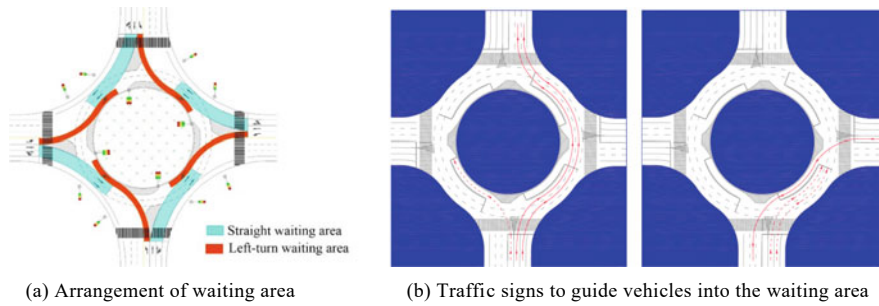 Straight waiting area
Left-turn waiting area
(a) Arrangement of waiting area
(b) Traffic signs to guide vehicles into the waiting area